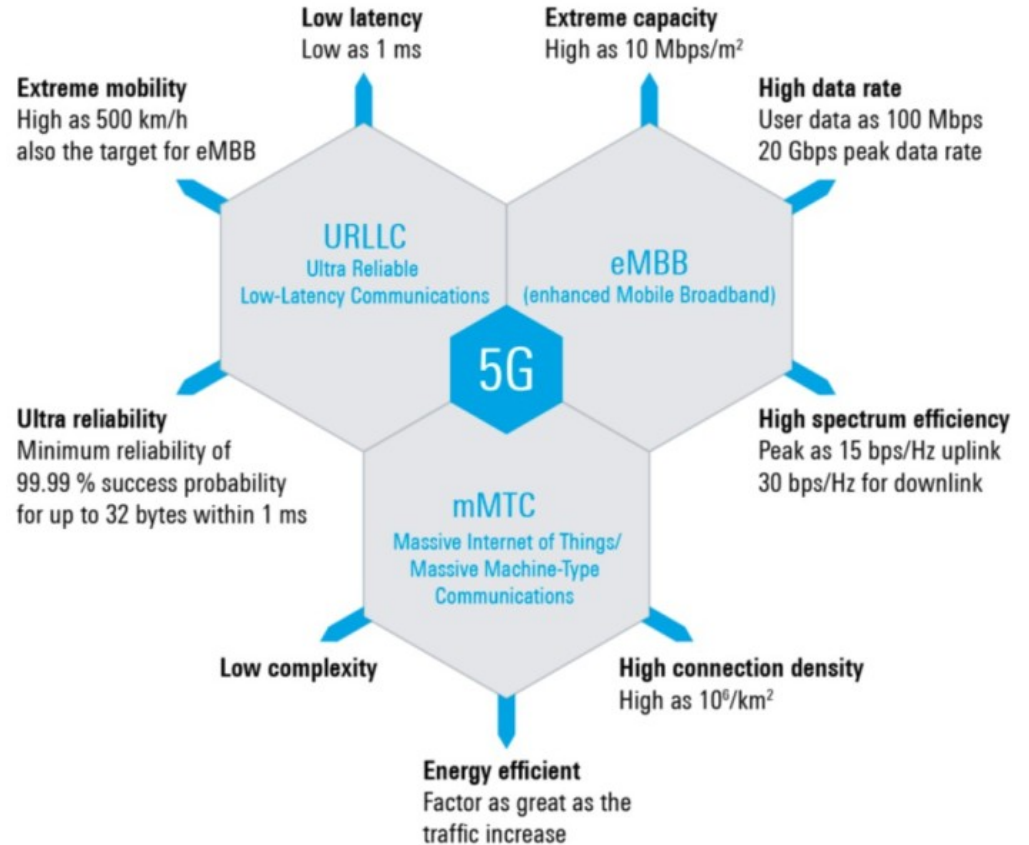 Low latency
Low as 1 ms
Extreme capacity
High as 10 Mbps/m²
Extreme mobility
High as 500 km/h
also the target for eMBB
High data rate
User data as 100 Mbps
20 Gbps peak data rate
URLLC
Ultra Reliable
Low-Latency Communications
eMBB
(enhanced Mobile Broadband)
5G
Ultra reliability
Minimum reliability of
99.99 % success probability
for up to 32 bytes within 1 ms
High spectrum efficiency
Peak as 15 bps/Hz uplink
30 bps/Hz for downlink
mMTC
Massive Internet of Things/
Massive Machine-Type
Communications
Low complexity
High connection density
High as 10⁶/km²
Energy efficient
Factor as great as the
traffic increase